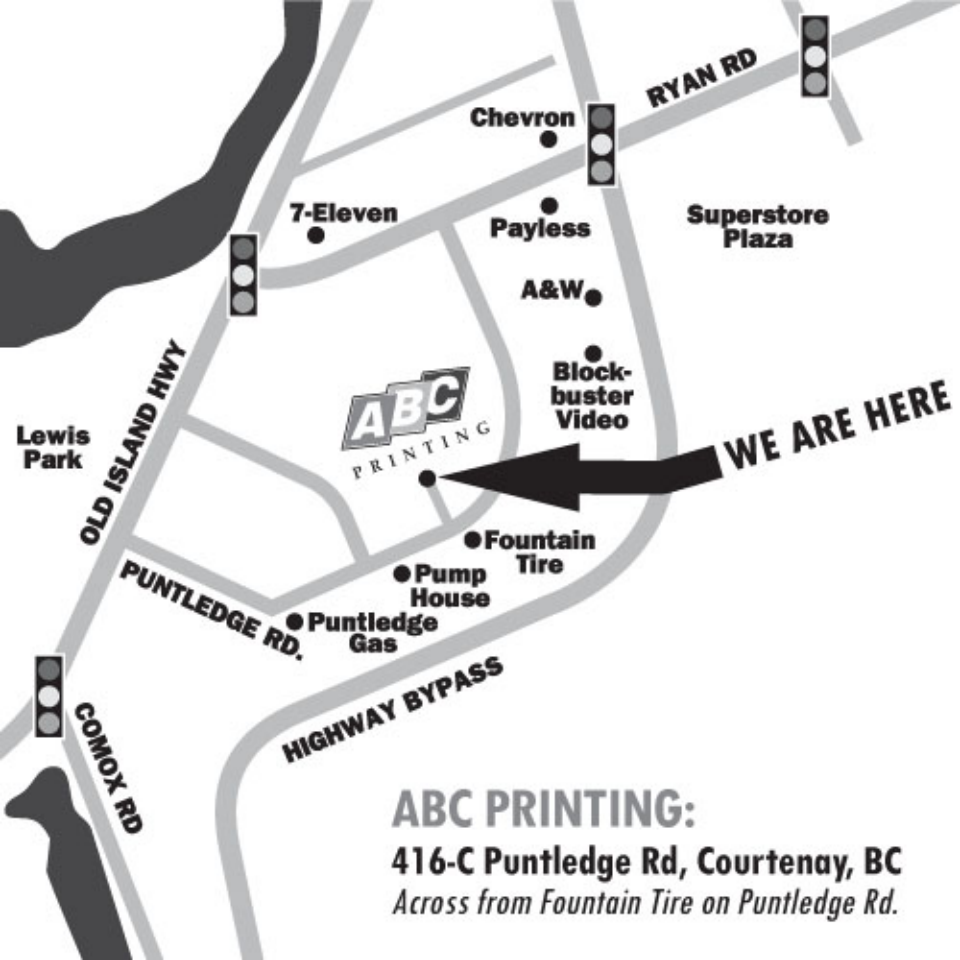 RYAN RD
Chevron
7-Eleven
Payless
Superstore
Plaza
A&W
Block-
buster
Video
ABC
PRINTING
WE ARE HERE
Lewis
Park
OLD ISLAND HWY
Fountain
Tire
Pump
House
PUNTLEDGE RD.
Puntledge
Gas
HIGHWAY BYPASS
COMOX RD
ABC PRINTING:
416-C Puntledge Rd, Courtenay, BC
Across from Fountain Tire on Puntledge Rd.